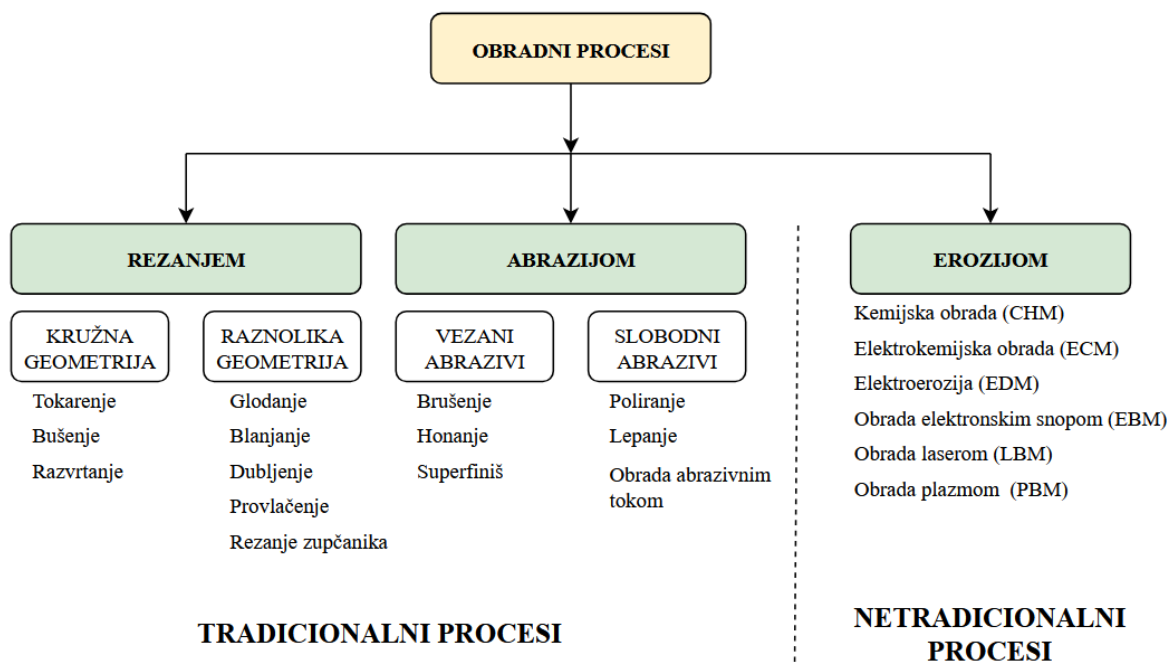 OBRADNI PROCESI
REZANJEM
ABRAZIJOM
EROZIJOM
KRUŽNA
GEOMETRIJA
Tokarenje
Bušenje
Razvrtanje
RAZNOLIKA
GEOMETRIJA
Glodanje
Blanjanje
Dubljenje
Provlačenje
Rezanje zupčanika
VEZANI
ABRAZIVI
Brušenje
Honanje
Superfiniš
SLOBODNI
ABRAZIVI
Poliranje
Lepanje
Obrada abrazivnim
tokom
Kemijska obrada (CHM)
Elektrokemijska obrada (ECM)
Elektroerozija (EDM)
Obrada elektronskim snopom (EBM)
Obrada laserom (LBM)
Obrada plazmom (PBM)
TRADICIONALNI PROCESI
NETRADICIONALNI
PROCESI